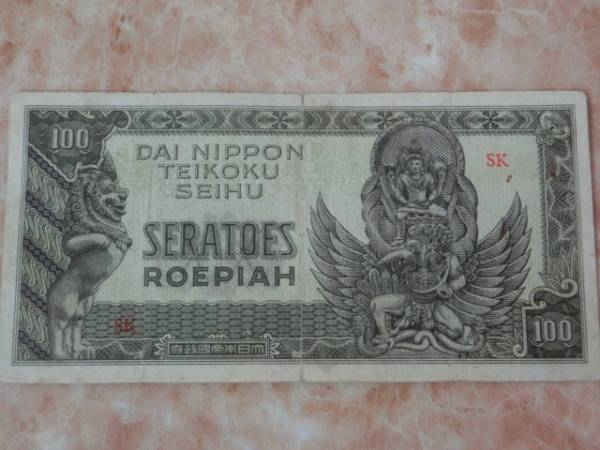 100
DAI NIPPON
TEIKOKU
SEIHU
SERATOES
ROEPIAH
SK
SK
100
府政國帝本日大